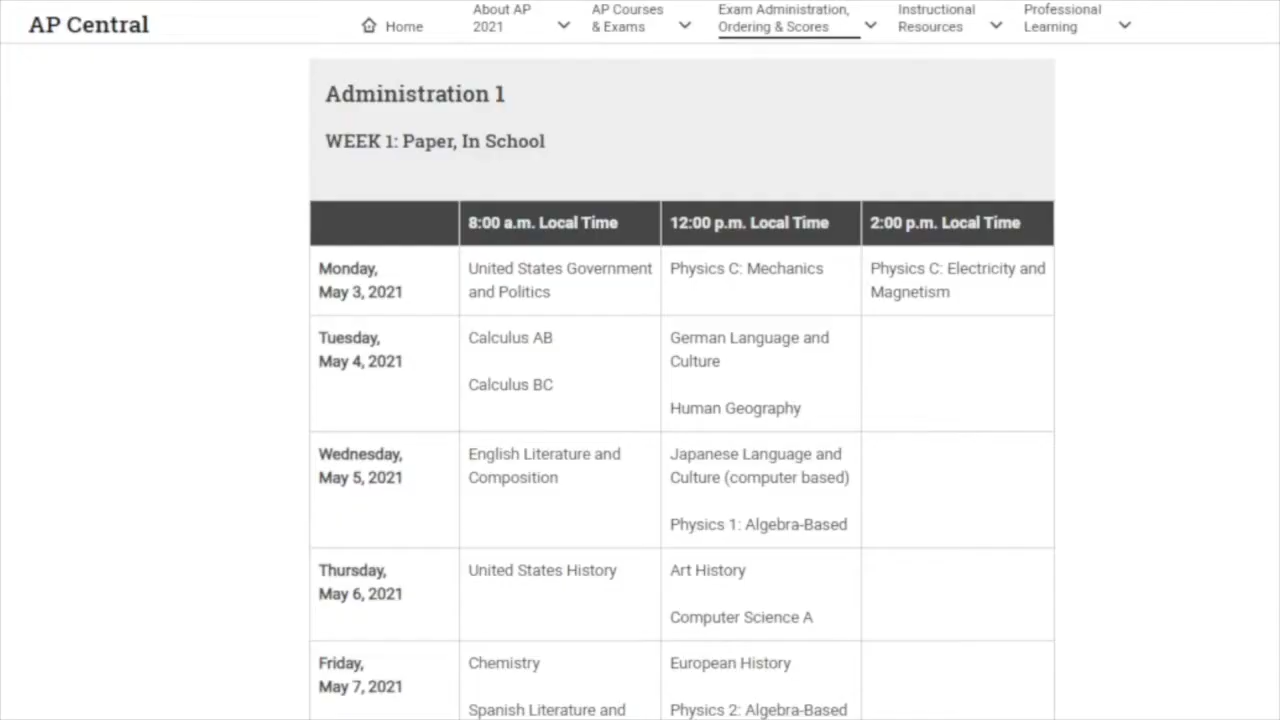 AP Central
Home
About AP
2021
AP Courses
& Exams
Exam Administration,
Ordering & Scores
Instructional
Resources
Professional
Learning
Administration 1
WEEK 1: Paper, In School
8:00 a.m. Local Time
12:00 p.m. Local Time
2:00 p.m. Local Time
Monday,
May 3, 2021
United States Government
and Politics
Physics C: Mechanics
Physics C: Electricity and
Magnetism
Tuesday,
May 4, 2021
Calculus AB
Calculus BC
German Language and
Culture
Human Geography
Wednesday,
May 5, 2021
English Literature and
Composition
Japanese Language and
Culture (computer based)
Physics 1: Algebra-Based
Thursday,
May 6, 2021
United States History
Art History
Computer Science A
Friday,
May 7, 2021
Chemistry
Spanish Literature and
European History
Physics 2: Algebra-Based